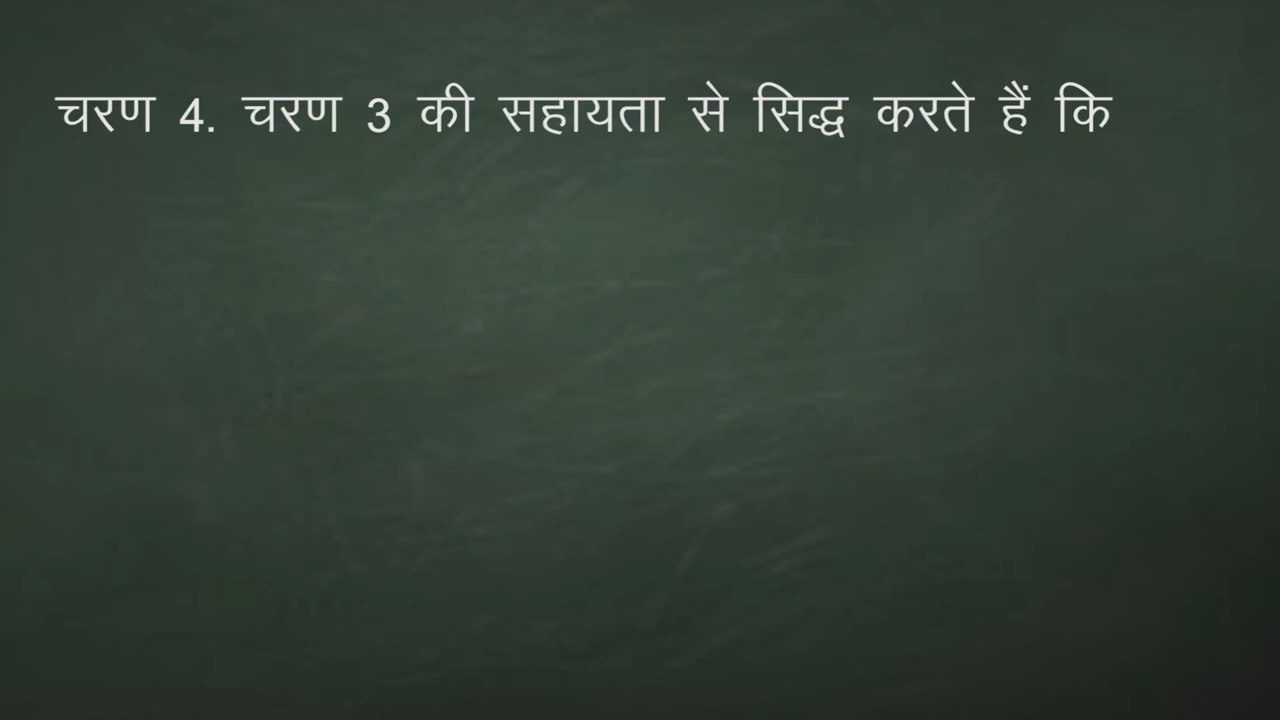 चरण 4. चरण 3 की सहायता से सिद्ध करते हैं कि